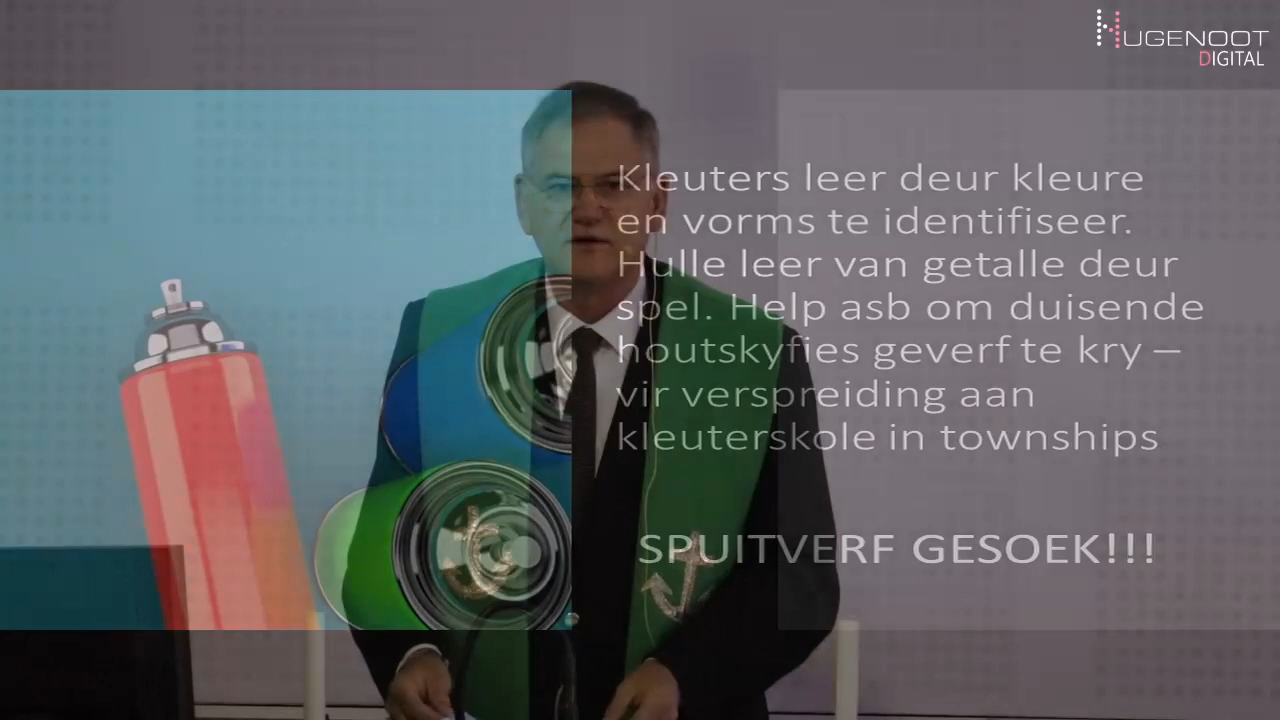 HUGENOOT
DIGITAL
Kleuters leer deur kleure
en vorms te identifiseer.
Hulle leer van getalle deur
spel. Help asb om duisende
houtskyfies geverf te kry –
vir verspreiding aan
kleuterskole in townships
SPUITVERF GESOEK!!!